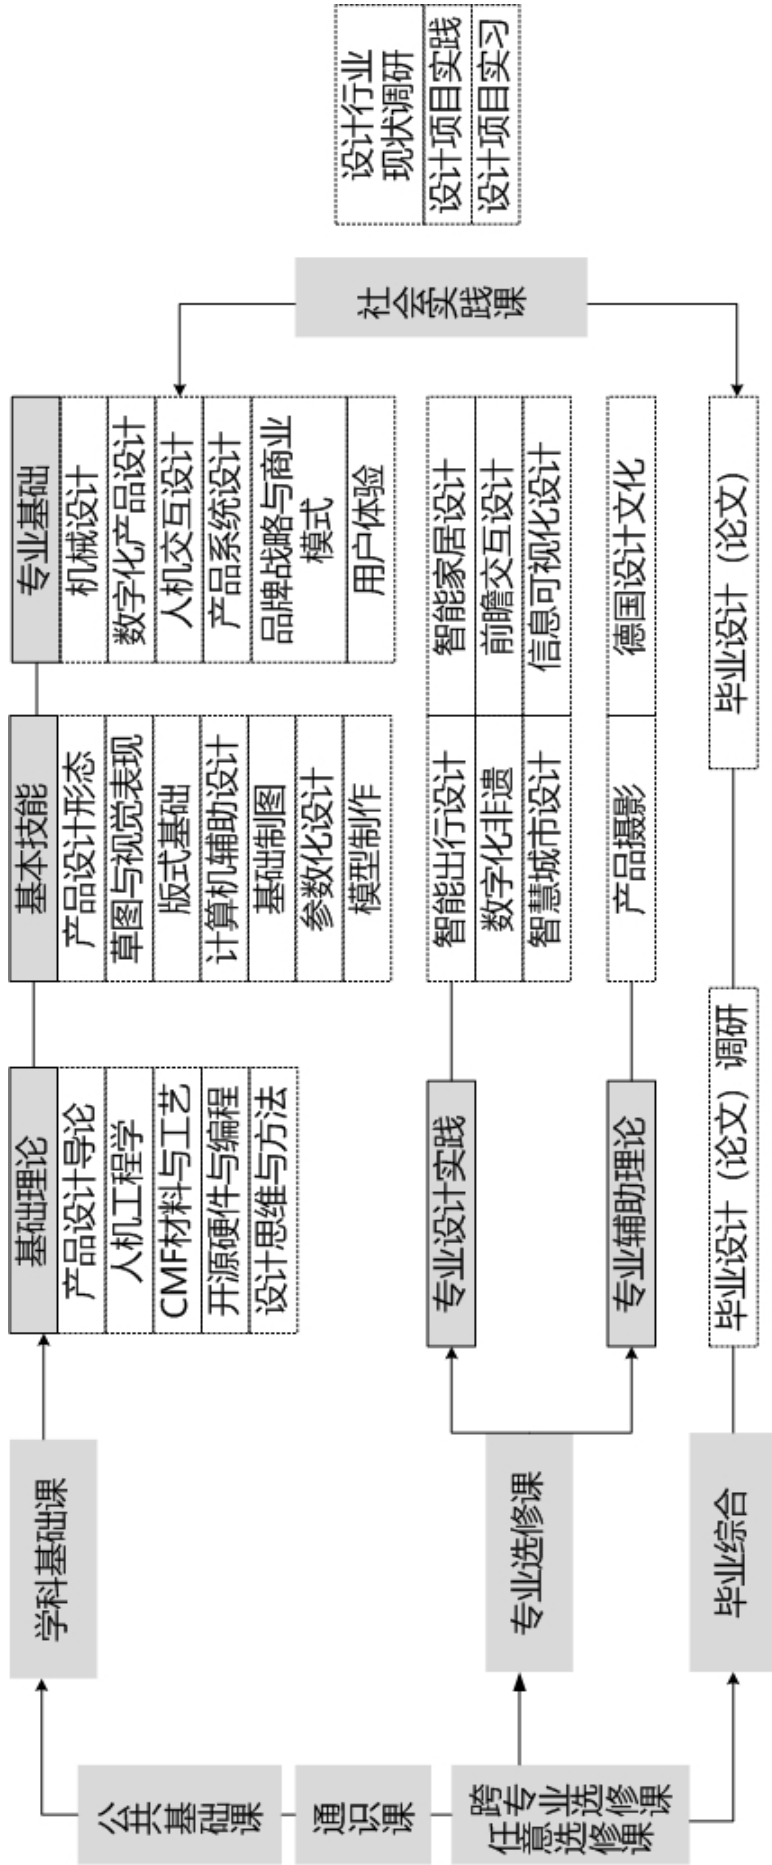 公共基础课
通识课
跨专业选修课
任意选修课
学科基础课
专业选修课
毕业综合
基础理论
产品设计导论
人机工程学
CMF材料与工艺
开源硬件与编程
设计思维与方法
基本技能
产品设计形态
草图与视觉表现
版式基础
计算机辅助设计
基础制图
参数化设计
模型制作
专业基础
机械设计
数字化产品设计
人机交互设计
产品系统设计
品牌战略与商业
模式
用户体验
专业设计实践
智能出行设计
智能家居设计
数字化非遗
前瞻交互设计
智慧城市设计
信息可视化设计
专业辅助理论
产品摄影
德国设计文化
毕业设计（论文）调研
毕业设计（论文）
社会实践课
设计行业
现状调研
设计项目实践
设计项目实习